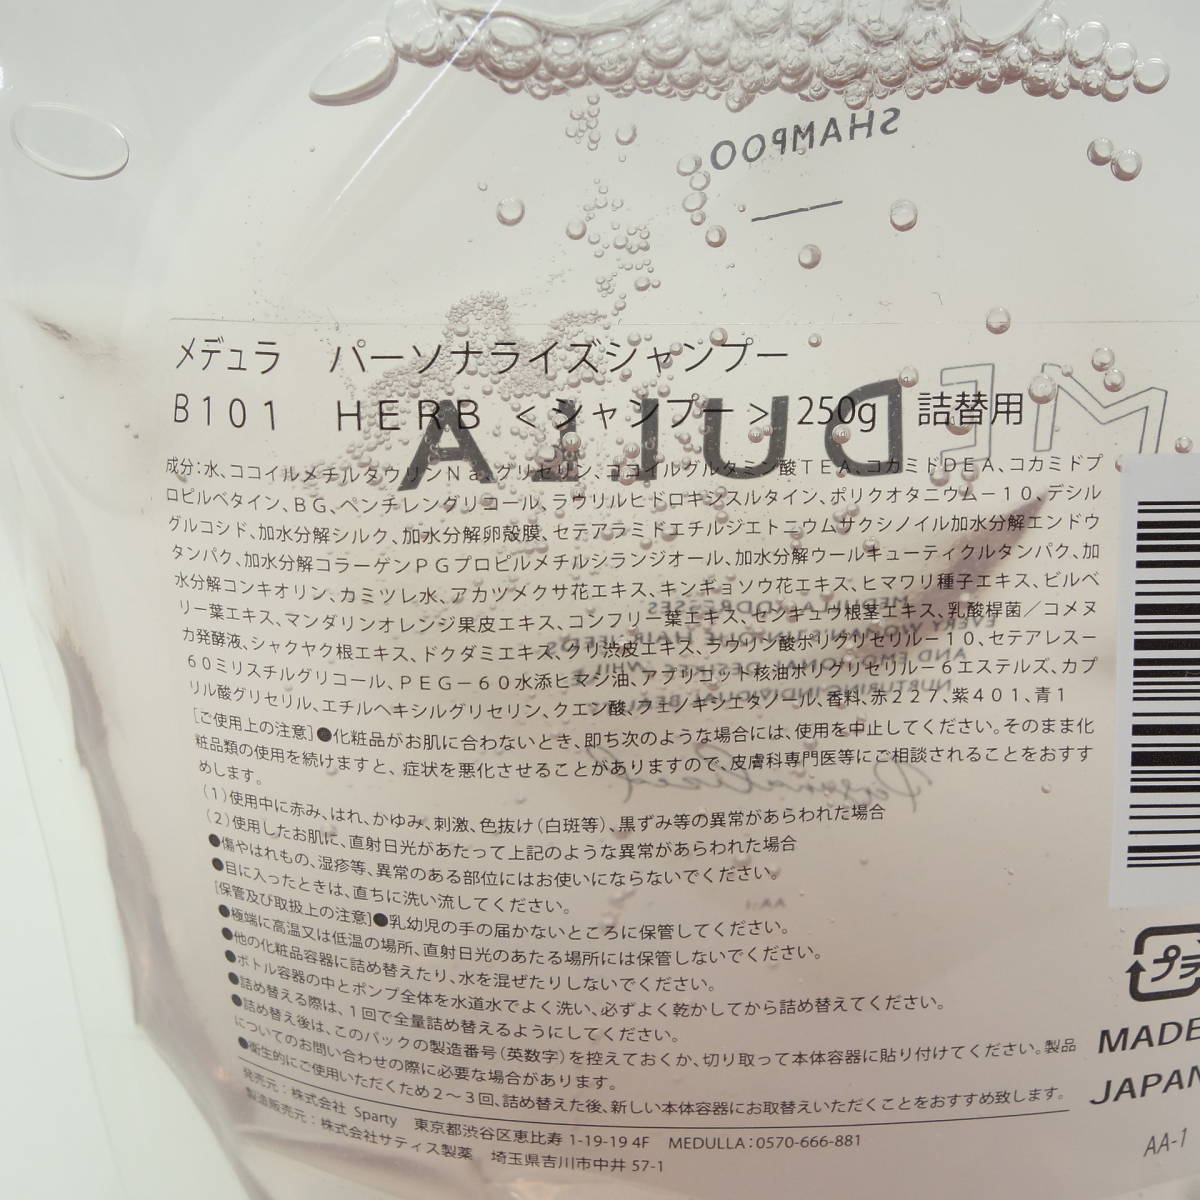 SHAMPOO
MEDULLA
メデュラ パーソナライズシャンプー
B101 HERB ＜シャンプー＞ 250g 詰替用
成分：水、ココイルメチルタウリンNa、グリセリン、ココイルグルタミン酸TEA、コカミドDEA、コカミドプ
ロピルベタイン、BG、ペンチレングリコール、ラウリルヒドロキシスルタイン、ポリクオタニウム－10、デシル
グルコシド、加水分解シルク、加水分解卵殻膜、セテアラミドエチルジエトニウムサクシノイル加水分解エンドウ
タンパク、加水分解コラーゲンPGプロピルメチルシランジオール、加水分解ウールキューティクルタンパク、加
水分解コンキオリン、カミツレ水、アカツメクサ花エキス、キンギョソウ花エキス、ヒマワリ種子エキス、ビルベ
リー葉エキス、マンダリンオレンジ果皮エキス、コンフリー葉エキス、センキュウ根茎エキス、乳酸桿菌／コメヌ
カ発酵液、シャクヤク根エキス、ドクダミエキス、クリ渋皮エキス、ラウリン酸ポリグリセリル－10、セテアレス－
60ミリスチルグリコール、PEG－60水添ヒマシ油、アプリコット核油ポリグリセリル－6エステルズ、カプ
リル酸グリセリル、エチルヘキシルグリセリン、クエン酸、フェノキシエタノール、香料、赤227、紫401、青1
［ご使用上の注意］●化粧品がお肌に合わないとき、即ち次のような場合には、使用を中止してください。そのまま化
粧品類の使用を続けますと、症状を悪化させることがありますので、皮膚科専門医等にご相談されることをおすす
めします。
（1）使用中に赤み、はれ、かゆみ、刺激、色抜け（白斑等）、黒ずみ等の異常があらわれた場合
（2）使用したお肌に、直射日光があたって上記のような異常があらわれた場合
●傷やはれもの、湿疹等、異常のある部位にはお使いにならないでください。
●目に入ったときは、直ちに洗い流してください。
［保管及び取扱上の注意］●乳幼児の手の届かないところに保管してください。
●極端に高温又は低温の場所、直射日光のあたる場所には保管しないでください。
●他の化粧品容器に詰め替えたり、水を混ぜたりしないでください。
●ボトル容器の中とポンプ全体を水道水でよく洗い、必ずよく乾かしてから詰め替えてください。
●詰め替える際は、1回で全量詰め替えるようにしてください。
●詰め替え後は、このパックの製造番号（英数字）を控えておくか、切り取って本体容器に貼り付けてください。製品
についてのお問い合わせの際に必要な場合があります。
●衛生的にご使用いただくため2～3回、詰め替えた後、新しい本体容器にお取替えいただくことをおすすめ致します。
発売元：株式会社 Sparty 東京都渋谷区恵比寿 1-19-19 4F MEDULLA：0570-666-881
製造販売元：株式会社サティス製薬 埼玉県吉川市中井 57-1
プラ
MADE
JAPAN
AA-1